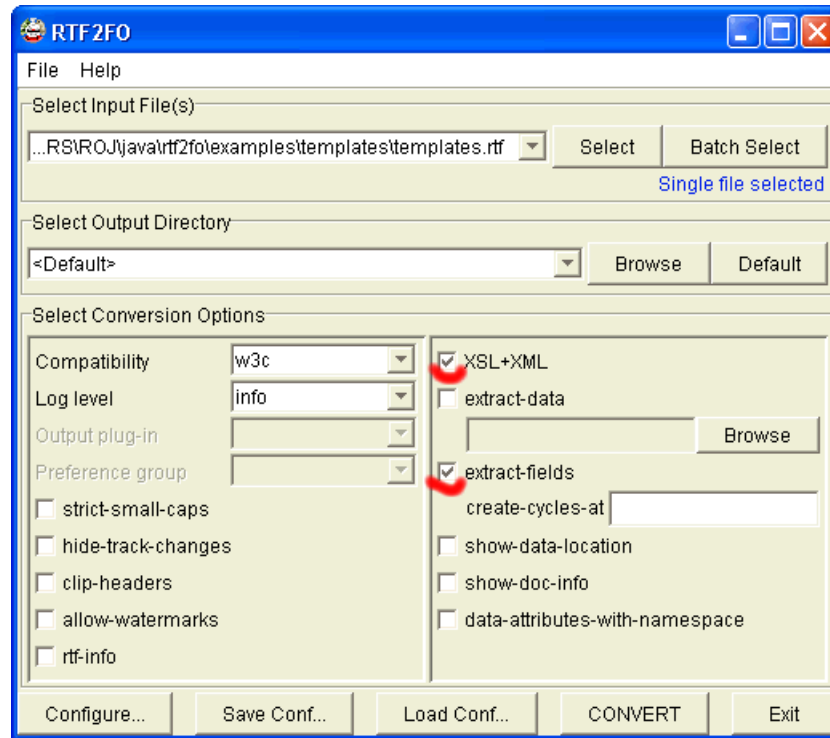 RTF2FO
File Help
Select Input File(s)
...RS\ROJ\java\rtf2fo\examples\templates\templates.rtf Select Batch Select
Single file selected
Select Output Directory
<Default> Browse Default
Select Conversion Options
Compatibility w3c XSL+XML
Log level info extract-data
Output plug-in Browse
Preference group extract-fields
strict-small-caps create-cycles-at
hide-track-changes show-data-location
clip-headers show-doc-info
allow-watermarks data-attributes-with-namespace
rtf-info
Configure... Save Conf... Load Conf... CONVERT Exit